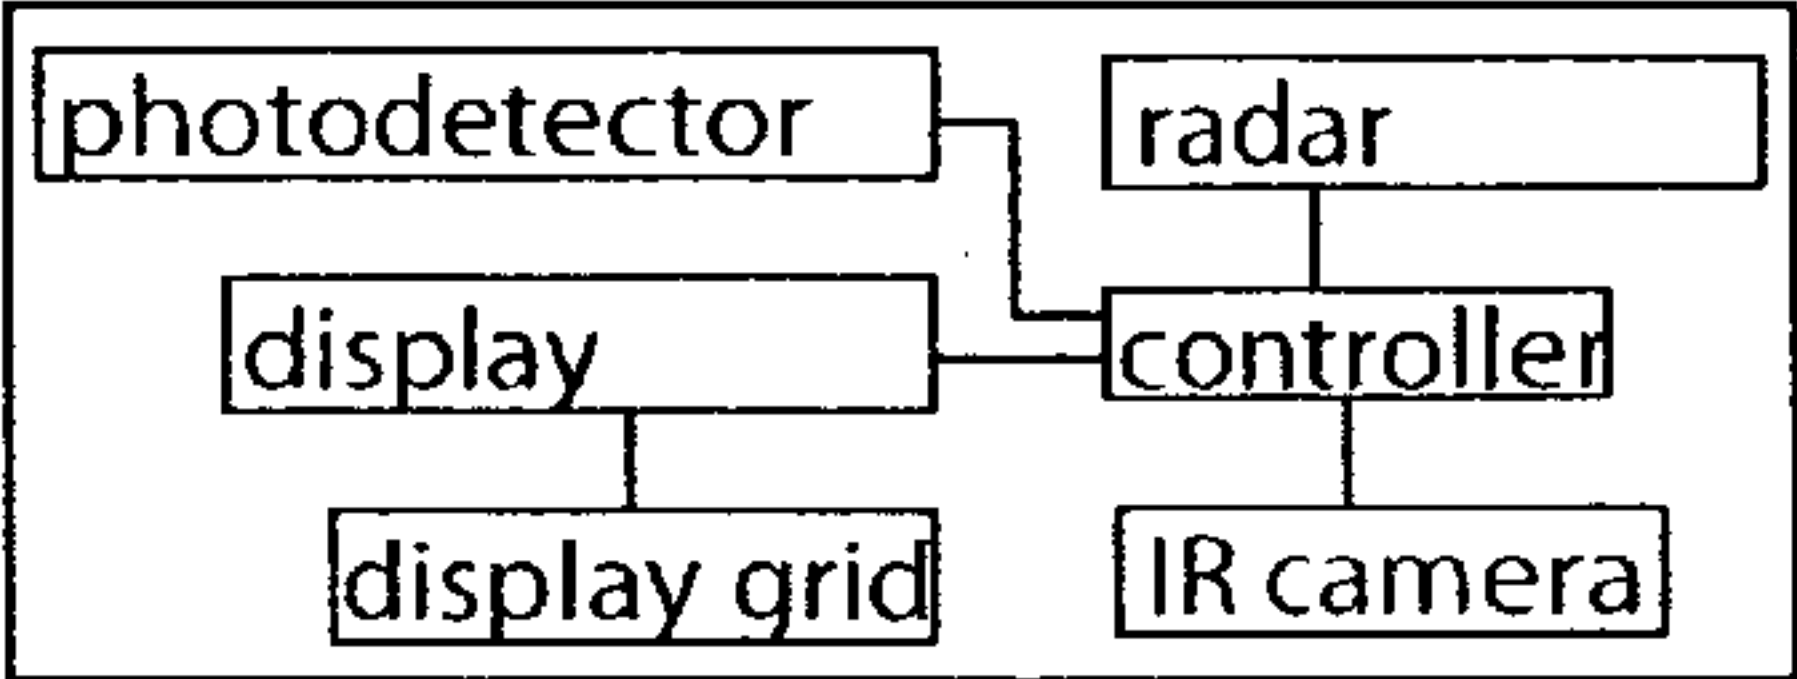 photodetector
radar
display
controller
display grid
IR camera